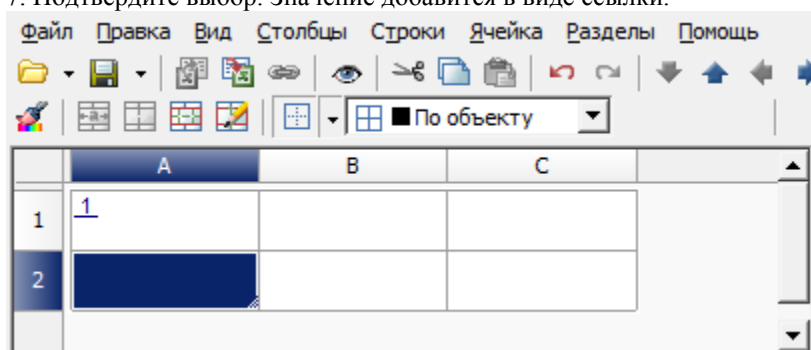 7. Подтвердите выбор. Значение добавится в виде ссылки.
Файл Правка Вид Столбцы Строки Ячейка Разделы Помощь
По объекту
A B C
1 1
2